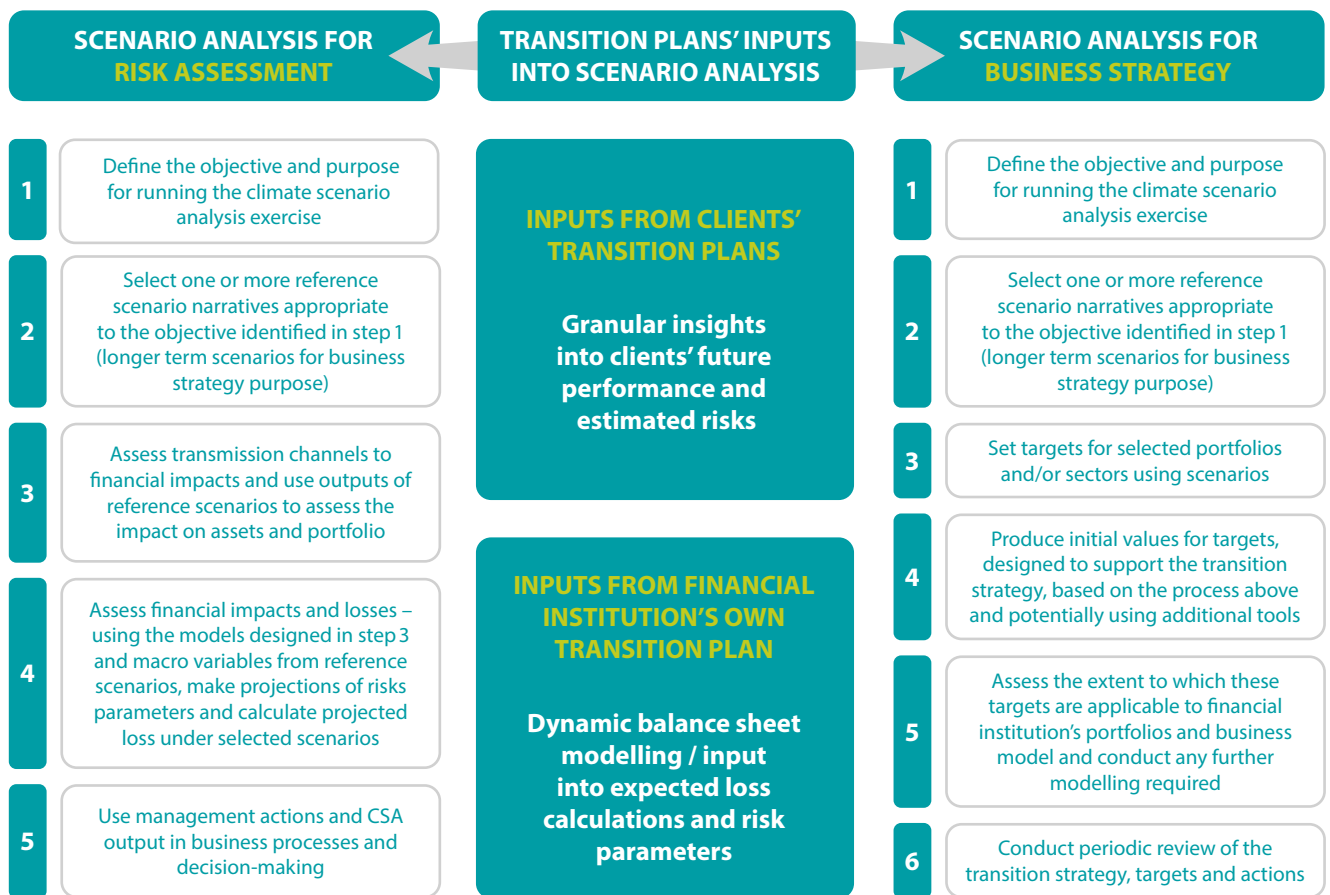 SCENARIO ANALYSIS FOR
RISK ASSESSMENT
1
Define the objective and purpose
for running the climate scenario
analysis exercise
2
Select one or more reference
scenario narratives appropriate
to the objective identified in step 1
(longer term scenarios for business
strategy purpose)
3
Assess transmission channels to
financial impacts and use outputs of
reference scenarios to assess the
impact on assets and portfolio
4
Assess financial impacts and losses –
using the models designed in step 3
and macro variables from reference
scenarios, make projections of risks
parameters and calculate projected
loss under selected scenarios
5
Use management actions and CSA
output in business processes and
decision-making
TRANSITION PLANS' INPUTS
INTO SCENARIO ANALYSIS
INPUTS FROM CLIENTS'
TRANSITION PLANS
Granular insights
into clients' future
performance and
estimated risks
INPUTS FROM FINANCIAL
INSTITUTION'S OWN
TRANSITION PLAN
Dynamic balance sheet
modelling / input
into expected loss
calculations and risk
parameters
SCENARIO ANALYSIS FOR
BUSINESS STRATEGY
1
Define the objective and purpose
for running the climate scenario
analysis exercise
2
Select one or more reference
scenario narratives appropriate
to the objective identified in step 1
(longer term scenarios for business
strategy purpose)
3
Set targets for selected portfolios
and/or sectors using scenarios
4
Produce initial values for targets,
designed to support the transition
strategy, based on the process above
and potentially using additional tools
5
Assess the extent to which these
targets are applicable to financial
institution's portfolios and business
model and conduct any further
modelling required
6
Conduct periodic review of the
transition strategy, targets and actions